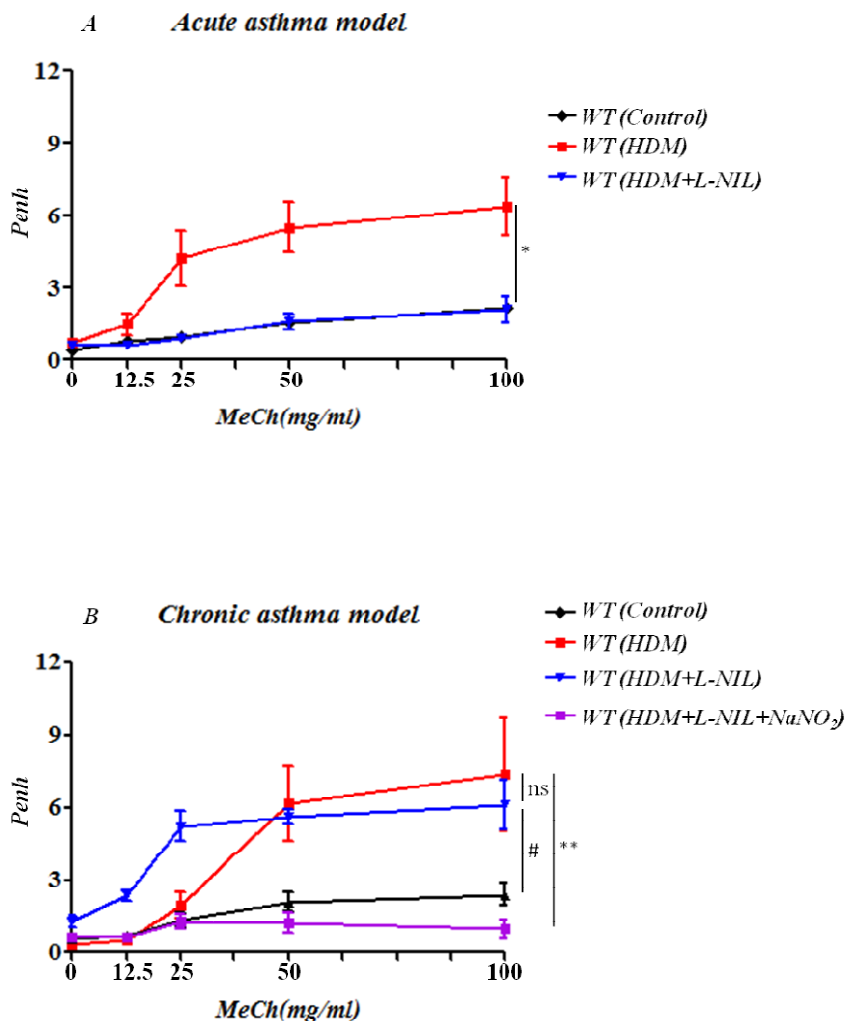 A Acute asthma model
12
9
6
3
0
Penh
WT (Control)
WT (HDM)
WT (HDM+L-NIL)
*
0 12.5 25 50 100
MeCh(mg/ml)
B Chronic asthma model
12
9
6
3
0
Penh
WT (Control)
WT (HDM)
WT (HDM+L-NIL)
WT (HDM+L-NIL+NaNO₂)
ns
#
**
0 12.5 25 50 100
MeCh(mg/ml)